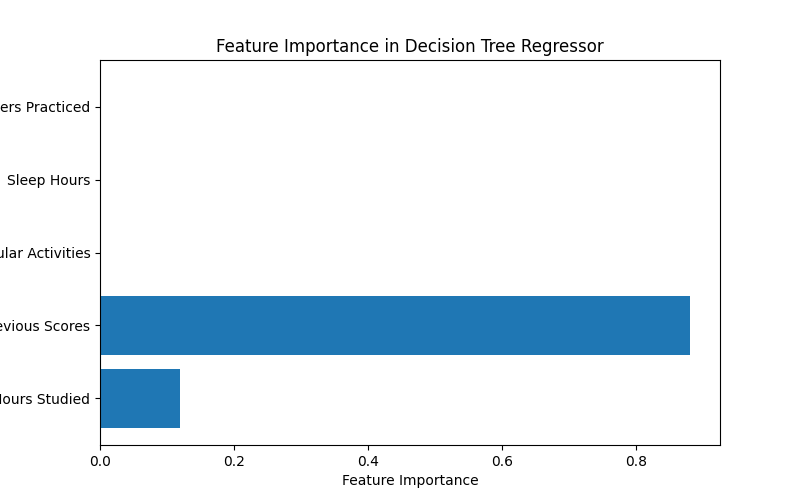 Feature Importance in Decision Tree Regressor
ers Practiced
Sleep Hours
ular Activities
evious Scores
Hours Studied
0.0 0.2 0.4 0.6 0.8
Feature Importance